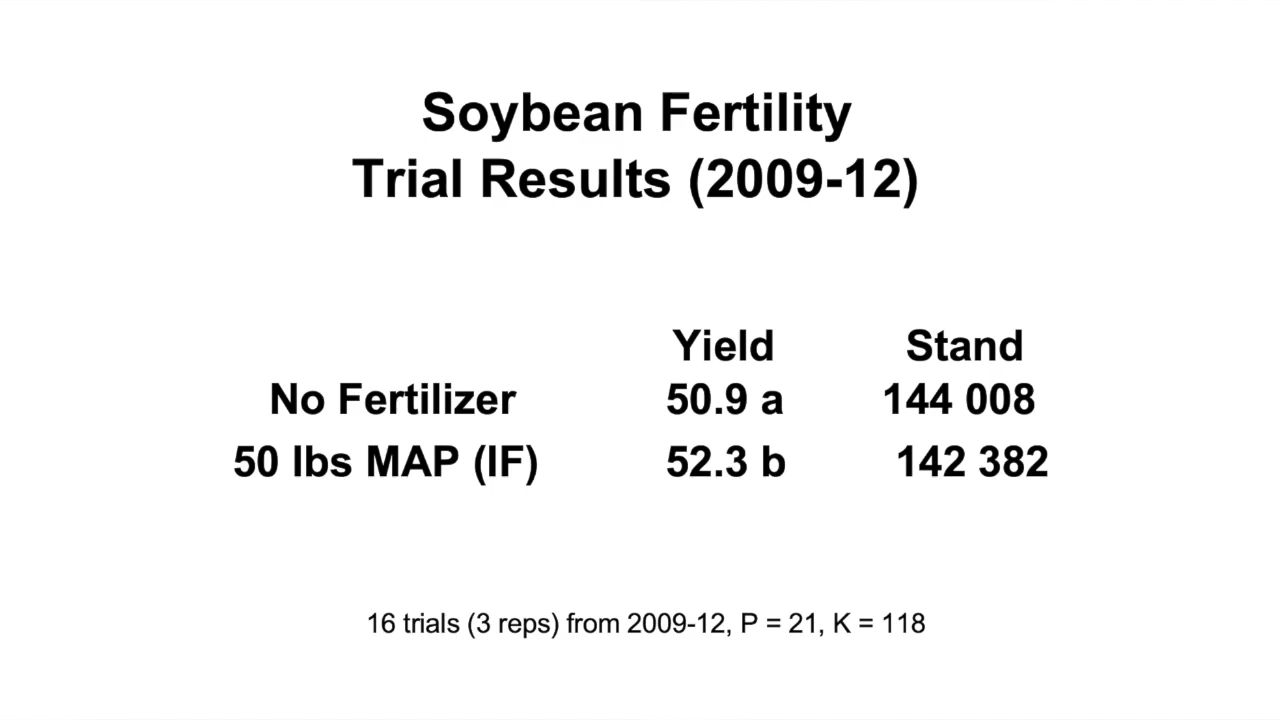 Soybean Fertility
Trial Results (2009-12)
Yield Stand
No Fertilizer 50.9 a 144 008
50 lbs MAP (IF) 52.3 b 142 382
16 trials (3 reps) from 2009-12, P = 21, K = 118